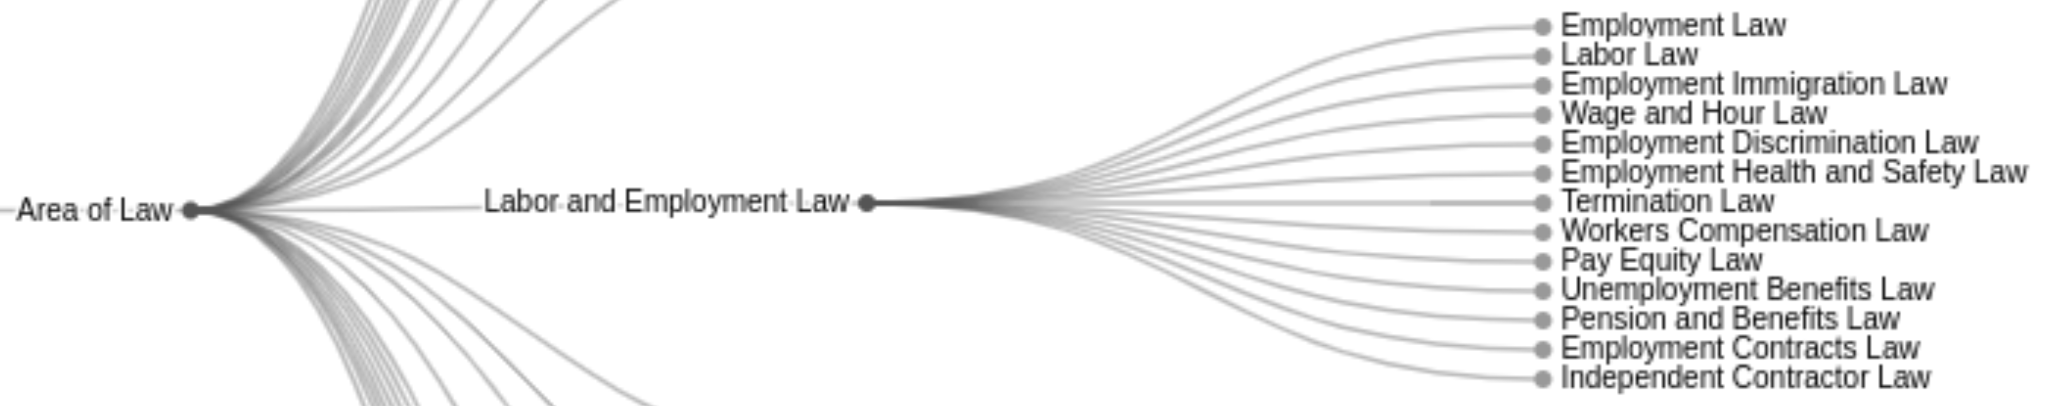 Area of Law
Labor and Employment Law
Employment Law
Labor Law
Employment Immigration Law
Wage and Hour Law
Employment Discrimination Law
Employment Health and Safety Law
Termination Law
Workers Compensation Law
Pay Equity Law
Unemployment Benefits Law
Pension and Benefits Law
Employment Contracts Law
Independent Contractor Law